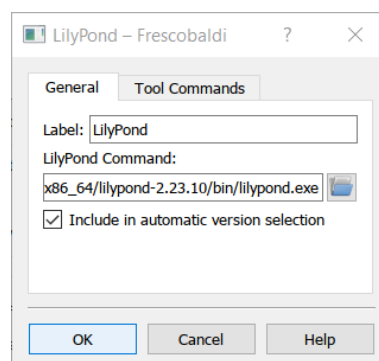 LilyPond – Frescobaldi ?
General Tool Commands
Label: LilyPond
LilyPond Command:
x86_64/lilypond-2.23.10/bin/lilypond.exe
Include in automatic version selection
OK Cancel Help